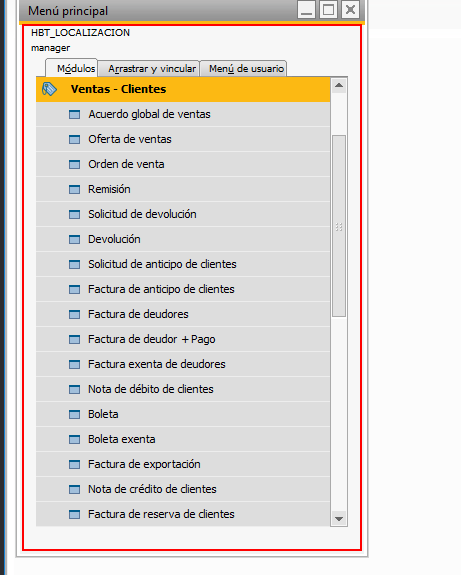 Menú principal
HBT_LOCALIZACION
manager
Módulos
Arrastrar y vincular
Menú de usuario
Ventas - Clientes
Acuerdo global de ventas
Oferta de ventas
Orden de venta
Remisión
Solicitud de devolución
Devolución
Solicitud de anticipo de clientes
Factura de anticipo de clientes
Factura de deudores
Factura de deudor + Pago
Factura exenta de deudores
Nota de débito de clientes
Boleta
Boleta exenta
Factura de exportación
Nota de crédito de clientes
Factura de reserva de clientes